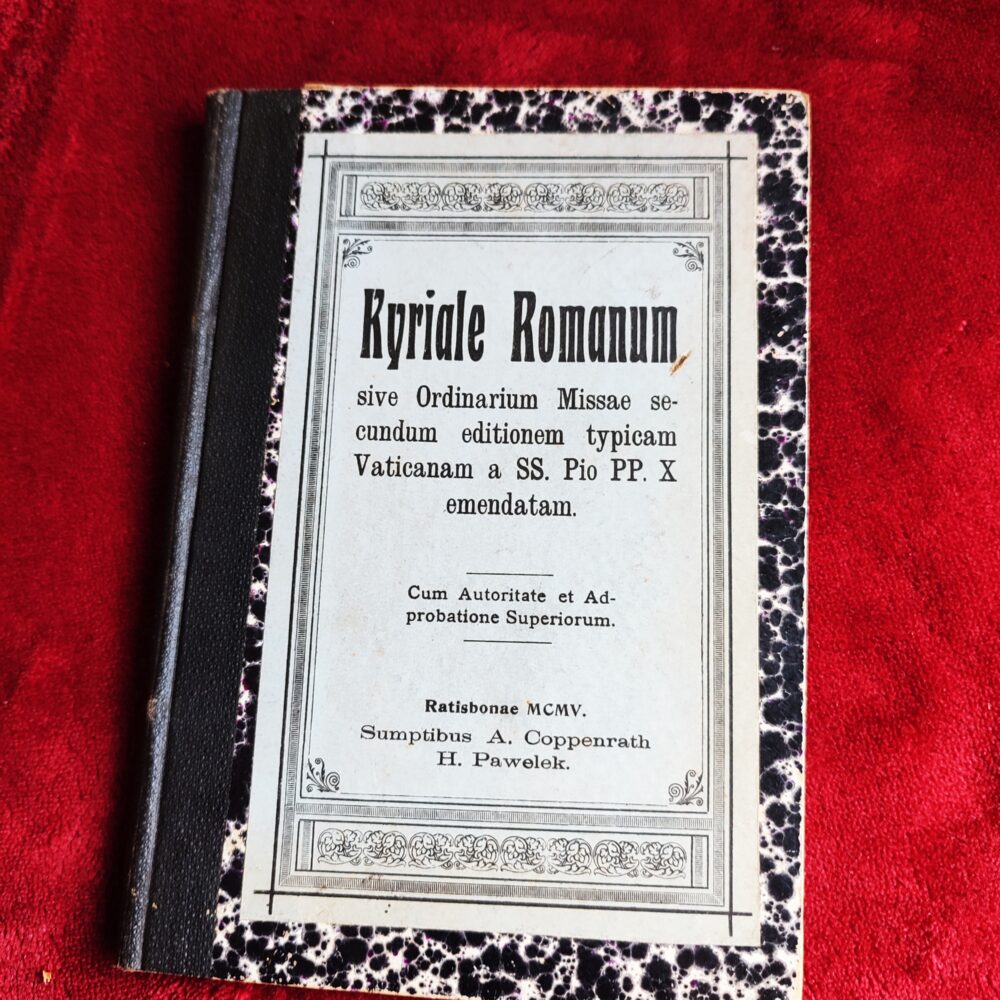 Kyriale Romanum
sive Ordinarium Missae se-
cundum editionem typicam
Vaticanam a SS. Pio PP. X
emendatam.
Cum Autoritate et Ad-
probatione Superiorum.
Ratisbonae MCMV.
Sumptibus A. Coppenrath
H. Pawelek.